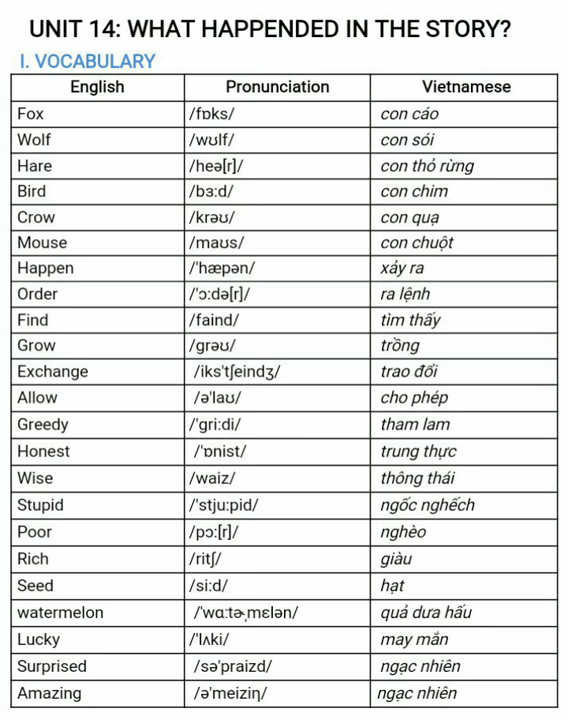 UNIT 14: WHAT HAPPENDED IN THE STORY?
I. VOCABULARY
English Pronunciation Vietnamese
Fox /fɒks/ con cáo
Wolf /wʊlf/ con sói
Hare /heə[r]/ con thỏ rừng
Bird /bɜ:d/ con chim
Crow /krəʊ/ con quạ
Mouse /maʊs/ con chuột
Happen /'hæpən/ xảy ra
Order /'ɔ:də[r]/ ra lệnh
Find /faind/ tìm thấy
Grow /grəʊ/ trồng
Exchange /iks't∫eindʒ/ trao đổi
Allow /ə'laʊ/ cho phép
Greedy /'gri:di/ tham lam
Honest /'ɒnist/ trung thực
Wise /waiz/ thông thái
Stupid /'stju:pid/ ngốc nghếch
Poor /pɔ:[r]/ nghèo
Rich /rit∫/ giàu
Seed /si:d/ hạt
watermelon /'wɑ:tɚˌmɛlən/ quả dưa hấu
Lucky /'lʌki/ may mắn
Surprised /sə'praizd/ ngạc nhiên
Amazing /ə'meiziŋ/ ngạc nhiên